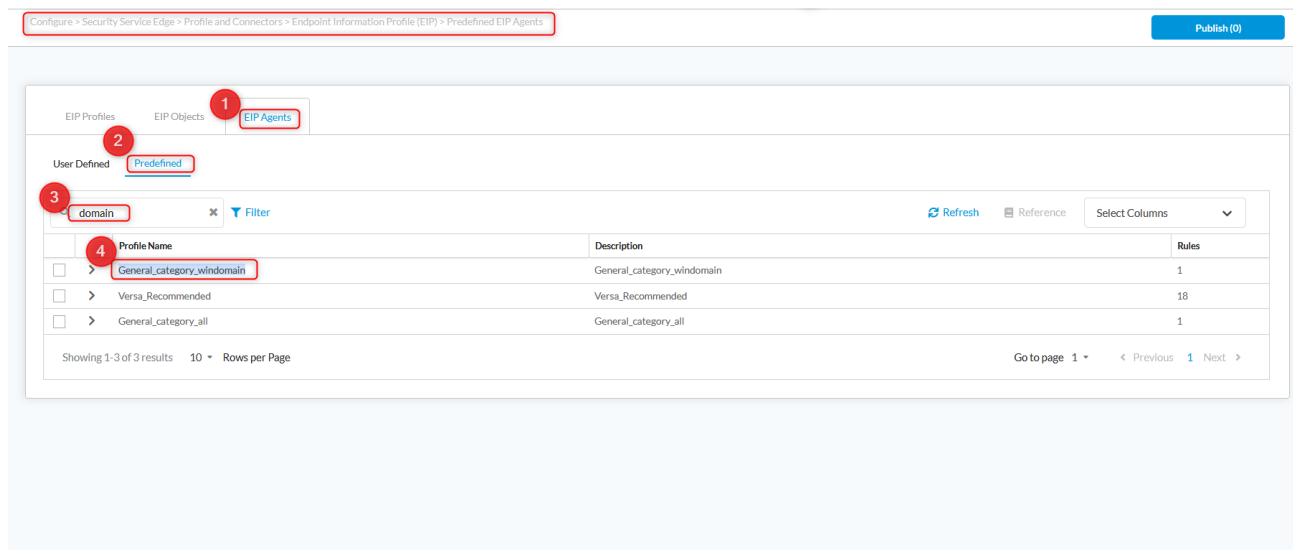 Configure > Security Service Edge > Profile and Connectors > Endpoint Information Profile (EIP) > Predefined EIP Agents
Publish (0)
1
EIP Profiles EIP Objects EIP Agents
2
User Defined Predefined
3
domain Filter Refresh Reference Select Columns
4
Profile Name Description Rules
General_category_windomain General_category_windomain 1
Versa_Recommended Versa_Recommended 18
General_category_all General_category_all 1
Showing 1-3 of 3 results 10 Rows per Page Go to page 1 Previous 1 Next